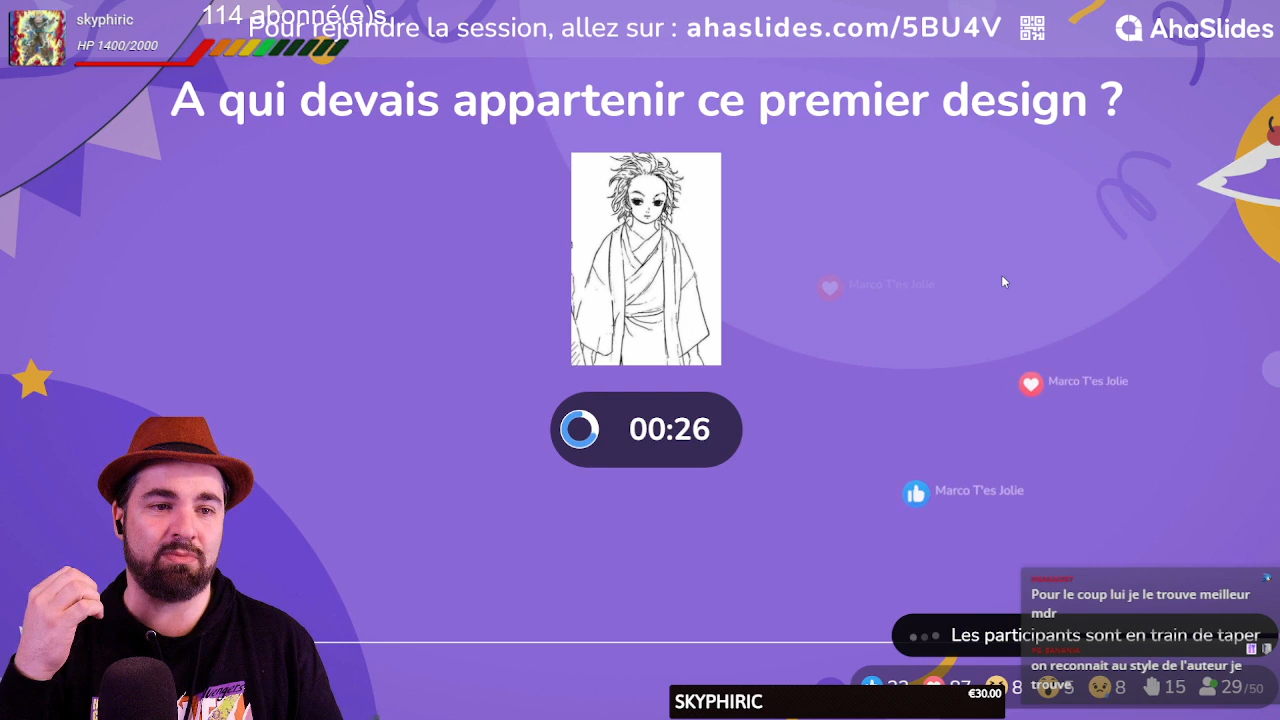 skyphiric
HP 1400/2000
114 abonné(e)s
Pour rejoindre la session, allez sur : ahaslides.com/5BU4V
AhaSlides
A qui devais appartenir ce premier design ?
Marco T'es Jolie
Marco T'es Jolie
00:26
Marco T'es Jolie
Pour le coup lui je le trouve meilleur
mdr
Les participants sont en train de taper
on reconnait au style de l'auteur je
trouve
8
8
15
29/50
SKYPHIRIC
€30.00